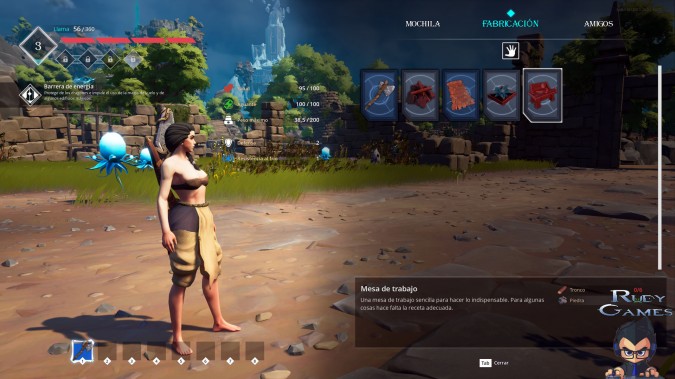 Llama 56 / 300
MOCHILA
FABRICACIÓN
AMIGOS
3
Barrera de energía
95 / 100
100 / 100
38,5 / 200
2
Mesa de trabajo
Una mesa de trabajo sencilla para hacer lo indispensable. Para algunas
cosas hace falta la receta adecuada.
Tronco
Piedra
RUBY
GAMES
Tab Cerrar